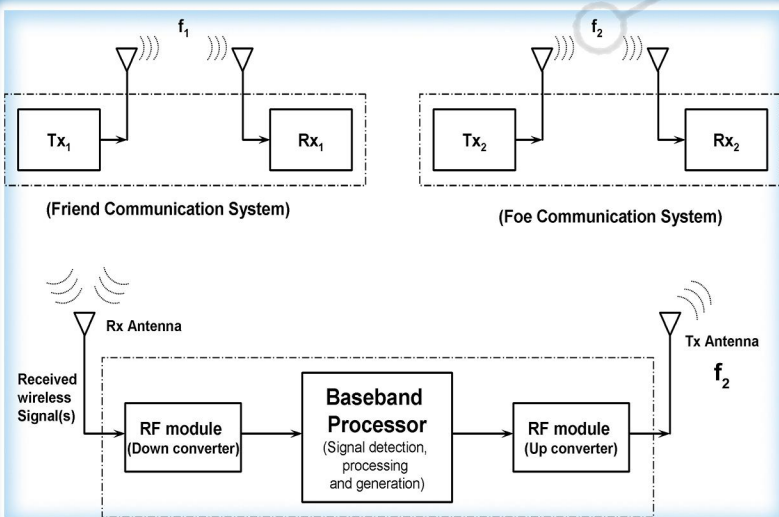 f₁
f₂
Tx₁
Rx₁
Tx₂
Rx₂
(Friend Communication System)
(Foe Communication System)
Rx Antenna
Tx Antenna
f₂
Received
wireless
Signal(s)
RF module
(Down converter)
Baseband
Processor
(Signal detection,
processing
and generation)
RF module
(Up converter)